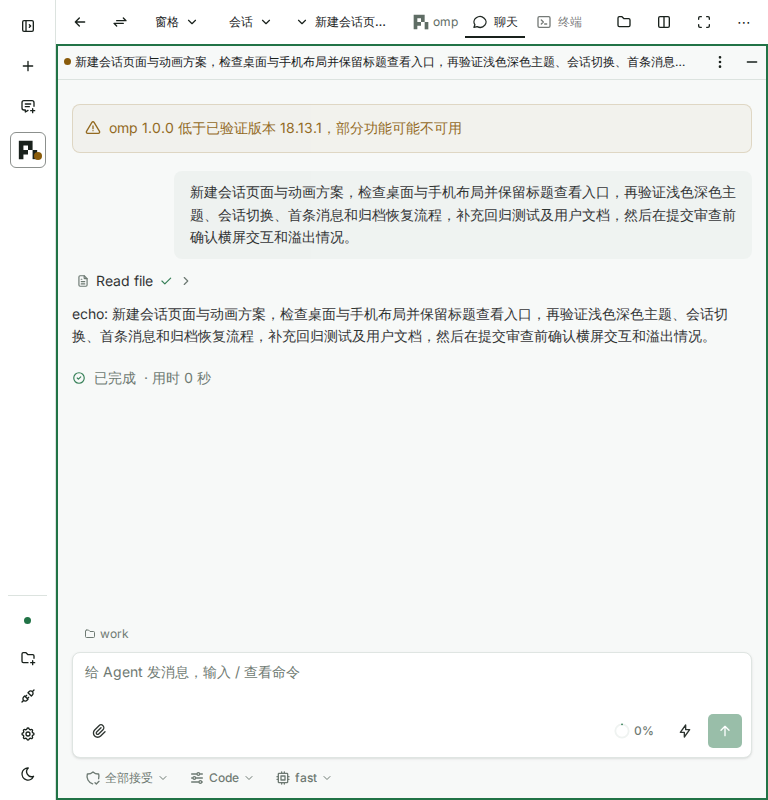 窗格 会话 新建会话页... omp 聊天 终端
新建会话页面与动画方案，检查桌面与手机布局并保留标题查看入口，再验证浅色深色主题、会话切换、首条消息...
omp 1.0.0 低于已验证版本 18.13.1，部分功能可能不可用
新建会话页面与动画方案，检查桌面与手机布局并保留标题查看入口，再验证浅色深色主
题、会话切换、首条消息和归档恢复流程，补充回归测试及用户文档，然后在提交审查前
确认横屏交互和溢出情况。
Read file
echo: 新建会话页面与动画方案，检查桌面与手机布局并保留标题查看入口，再验证浅色深色主题、会话切
换、首条消息和归档恢复流程，补充回归测试及用户文档，然后在提交审查前确认横屏交互和溢出情况。
已完成 · 用时 0 秒
work
给 Agent 发消息，输入 / 查看命令
0%
全部接受 Code fast